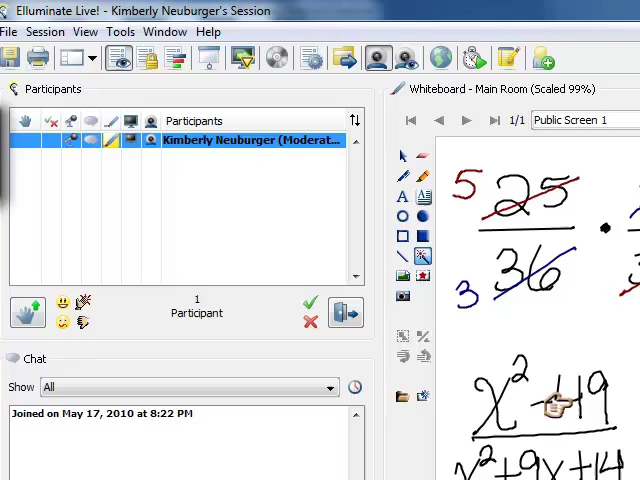 Elluminate Live! - Kimberly Neuburger's Session
File Session View Tools Window Help
Participants
Participants
Kimberly Neuburger (Moderat...
1
Participant
Chat
Show All
Joined on May 17, 2010 at 8:22 PM
Whiteboard - Main Room (Scaled 99%)
1/1 Public Screen 1
A A
5 25
3 36
x² - 49
x² + 9x + 14